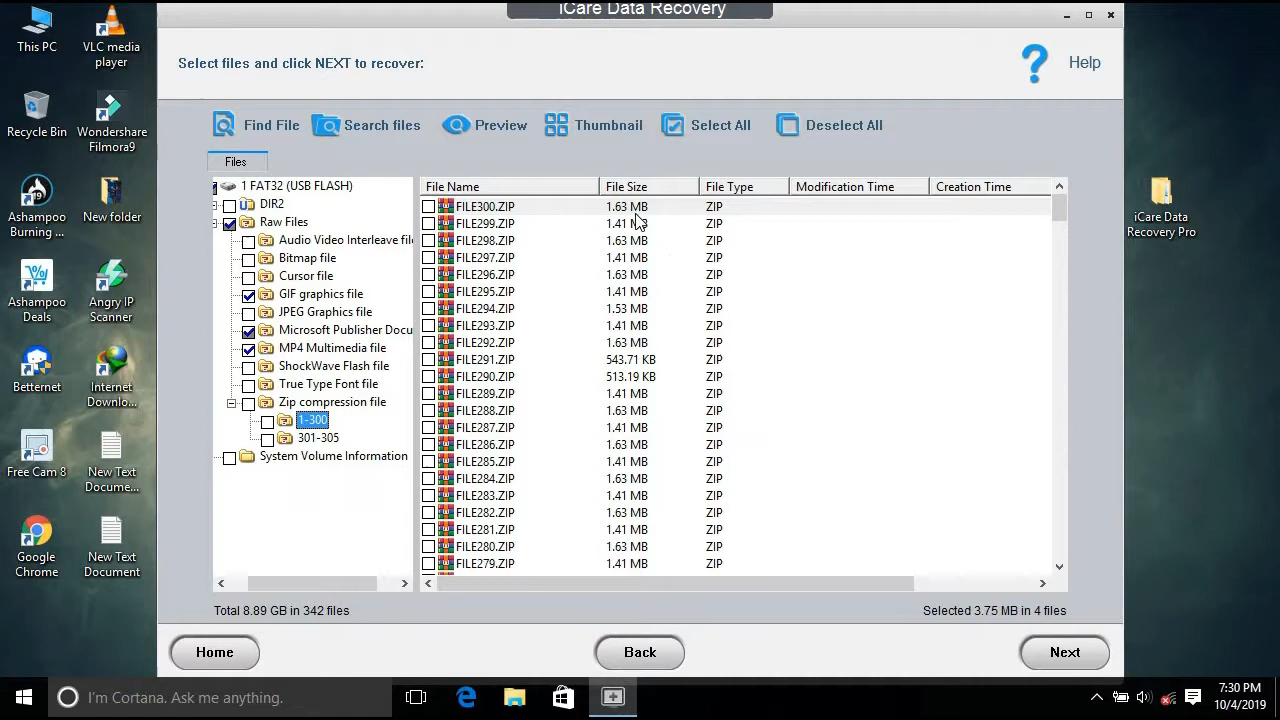 iCare Data Recovery
This PC
VLC media
player
Recycle Bin
Wondershare
Filmora9
Ashampoo
Burning ...
New folder
Ashampoo
Deals
Angry IP
Scanner
Betternet
Internet
Downlo...
Free Cam 8
New Text
Docume...
Google
Chrome
New Text
Document
iCare Data
Recovery Pro
Select files and click NEXT to recover:
? Help
Find File Search files Preview Thumbnail Select All Deselect All
Files
1 FAT32 (USB FLASH)
DIR2
Raw Files
Audio Video Interleave file
Bitmap file
Cursor file
GIF graphics file
JPEG Graphics file
Microsoft Publisher Docu
MP4 Multimedia file
ShockWave Flash file
True Type Font file
Zip compression file
1-300
301-305
System Volume Information
File Name File Size File Type Modification Time Creation Time
FILE300.ZIP 1.63 MB ZIP
FILE299.ZIP 1.41 MB ZIP
FILE298.ZIP 1.63 MB ZIP
FILE297.ZIP 1.41 MB ZIP
FILE296.ZIP 1.63 MB ZIP
FILE295.ZIP 1.41 MB ZIP
FILE294.ZIP 1.53 MB ZIP
FILE293.ZIP 1.41 MB ZIP
FILE292.ZIP 1.63 MB ZIP
FILE291.ZIP 543.71 KB ZIP
FILE290.ZIP 513.19 KB ZIP
FILE289.ZIP 1.41 MB ZIP
FILE288.ZIP 1.63 MB ZIP
FILE287.ZIP 1.41 MB ZIP
FILE286.ZIP 1.63 MB ZIP
FILE285.ZIP 1.41 MB ZIP
FILE284.ZIP 1.63 MB ZIP
FILE283.ZIP 1.41 MB ZIP
FILE282.ZIP 1.63 MB ZIP
FILE281.ZIP 1.41 MB ZIP
FILE280.ZIP 1.63 MB ZIP
FILE279.ZIP 1.41 MB ZIP
Total 8.89 GB in 342 files
Selected 3.75 MB in 4 files
Home Back Next
I'm Cortana. Ask me anything.
7:30 PM
10/4/2019